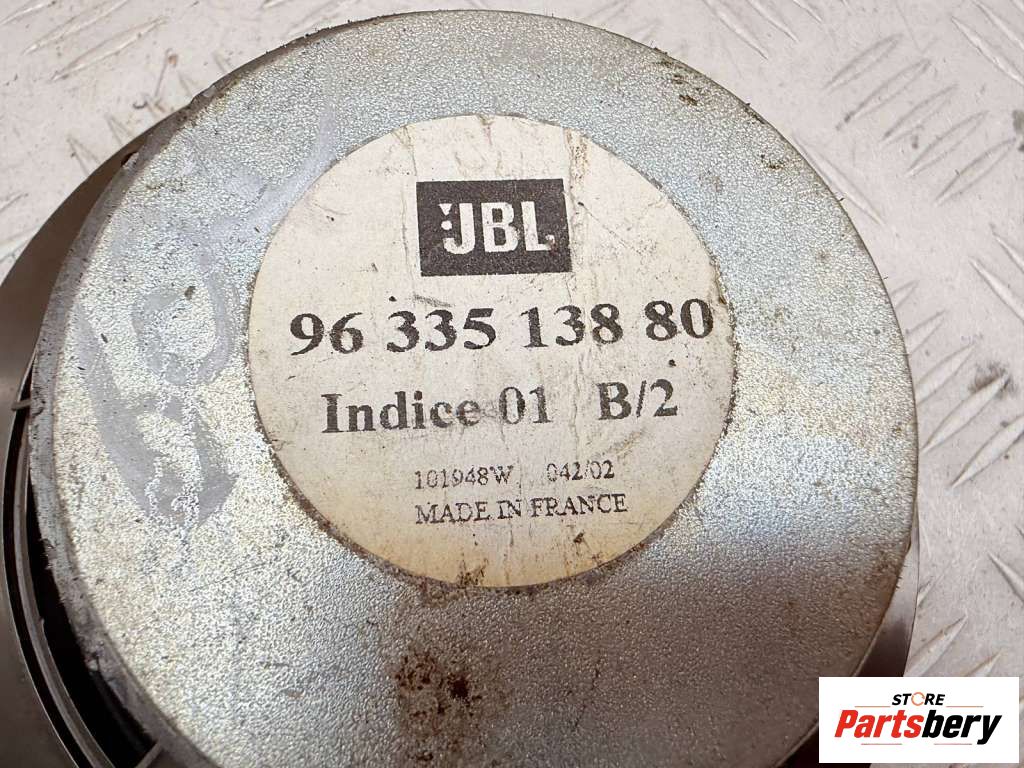 JBL
96 335 138 80
Indice 01 B/2
101948W 042/02
MADE IN FRANCE
STORE
Partsbery